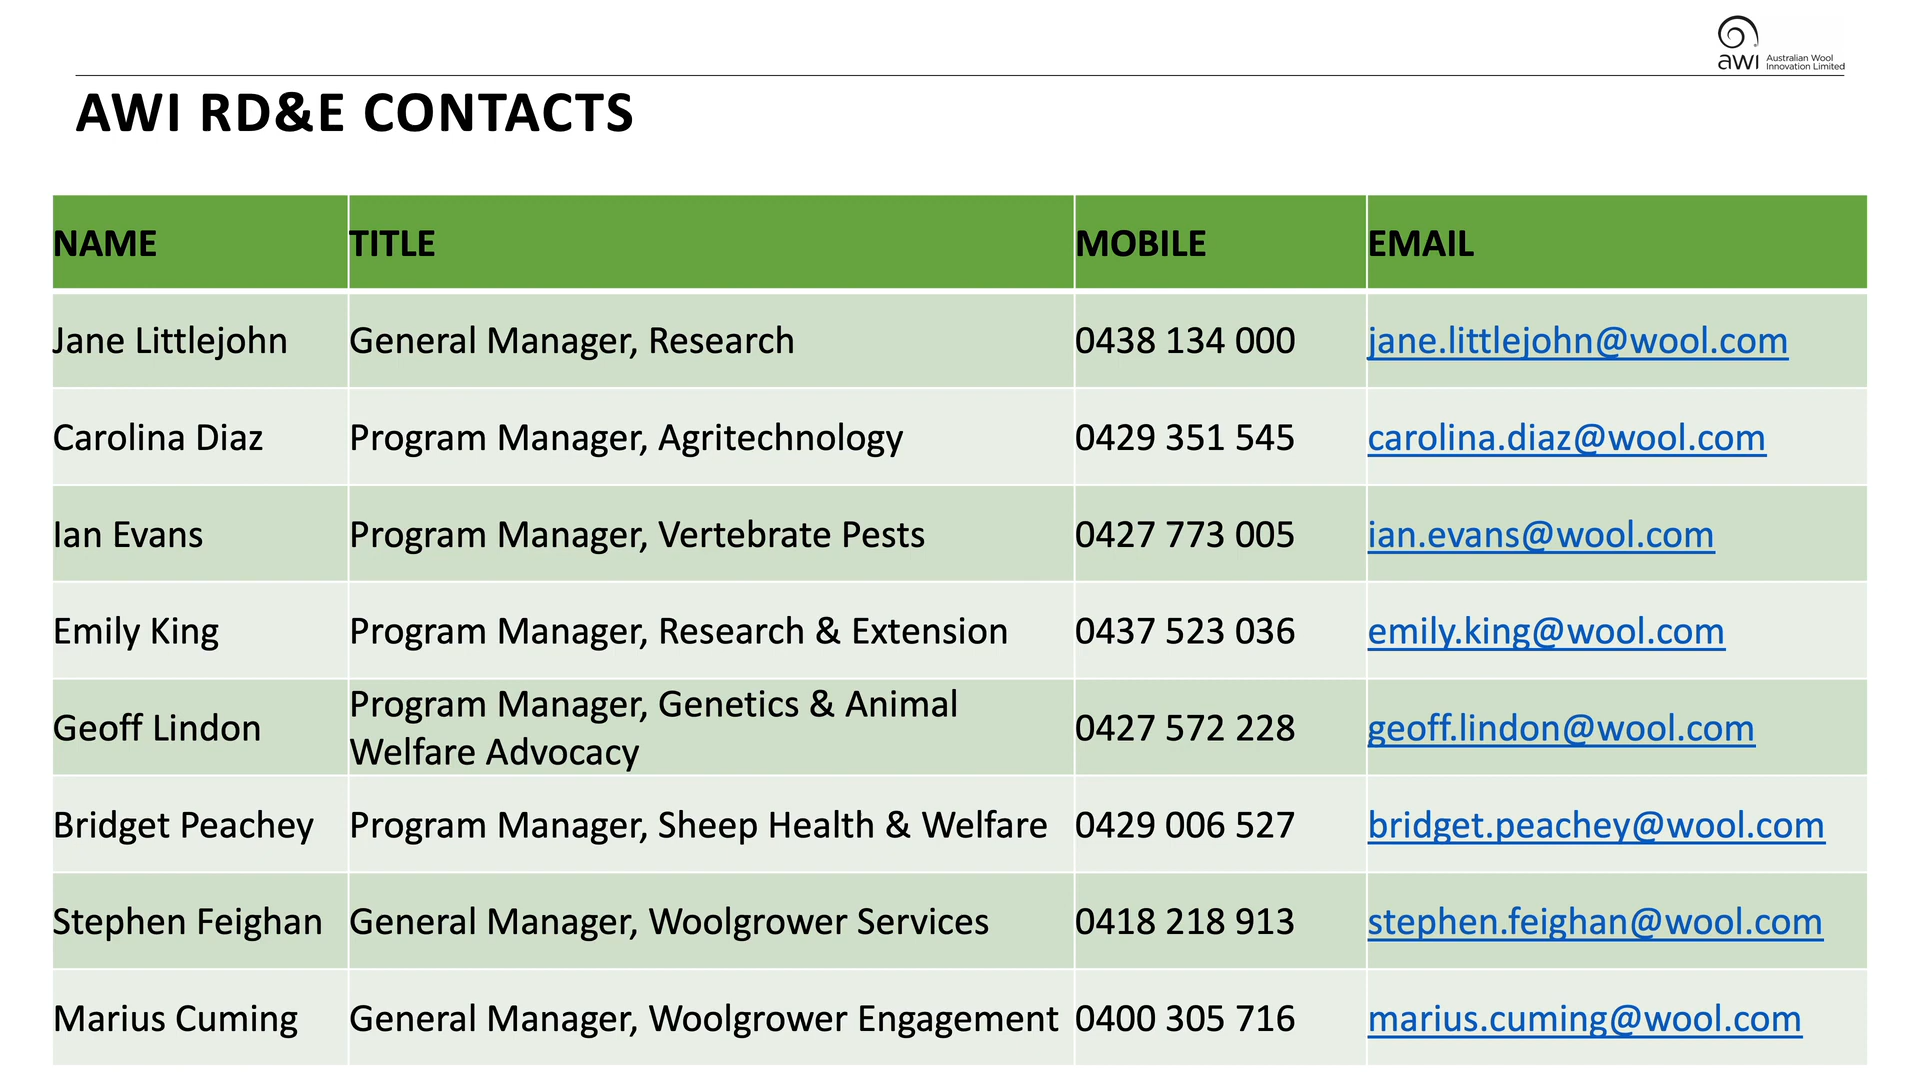 awi Australian Wool
Innovation Limited
AWI RD&E CONTACTS
NAME TITLE MOBILE EMAIL
Jane Littlejohn General Manager, Research 0438 134 000 jane.littlejohn@wool.com
Carolina Diaz Program Manager, Agritechnology 0429 351 545 carolina.diaz@wool.com
Ian Evans Program Manager, Vertebrate Pests 0427 773 005 ian.evans@wool.com
Emily King Program Manager, Research & Extension 0437 523 036 emily.king@wool.com
Geoff Lindon Program Manager, Genetics & Animal
Welfare Advocacy 0427 572 228 geoff.lindon@wool.com
Bridget Peachey Program Manager, Sheep Health & Welfare 0429 006 527 bridget.peachey@wool.com
Stephen Feighan General Manager, Woolgrower Services 0418 218 913 stephen.feighan@wool.com
Marius Cuming General Manager, Woolgrower Engagement 0400 305 716 marius.cuming@wool.com